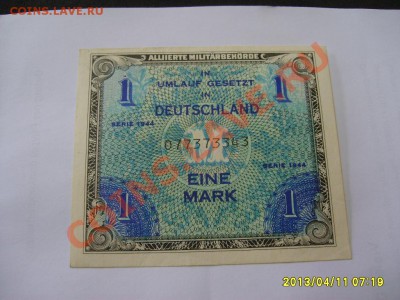 COINS.LAVE.RU
ALLIIERTE MILITÄRBEHÖRDE
IN
UMLAUF GESETZT
IN
DEUTSCHLAND
1 1
SERIE 1944
077373343
SERIE 1944
EINE
MARK
1 1
COINS.LAVE.RU
2013/04/11 07:19